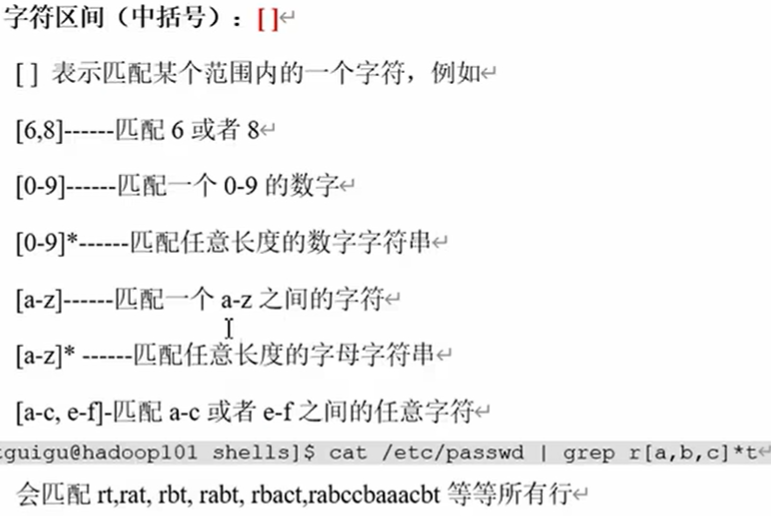 字符区间（中括号）：[ ]
[ ] 表示匹配某个范围内的一个字符，例如
[6,8]------匹配 6 或者 8
[0-9]------匹配一个 0-9 的数字
[0-9]*------匹配任意长度的数字字符串
[a-z]------匹配一个 a-z 之间的字符
[a-z]* ------匹配任意长度的字母字符串
[a-c, e-f]-匹配 a-c 或者 e-f 之间的任意字符
tguigu@hadoop101 shells]$ cat /etc/passwd | grep r[a,b,c]*t
会匹配 rt,rat, rbt, rabt, rbact,rabccbaaacbt 等等所有行